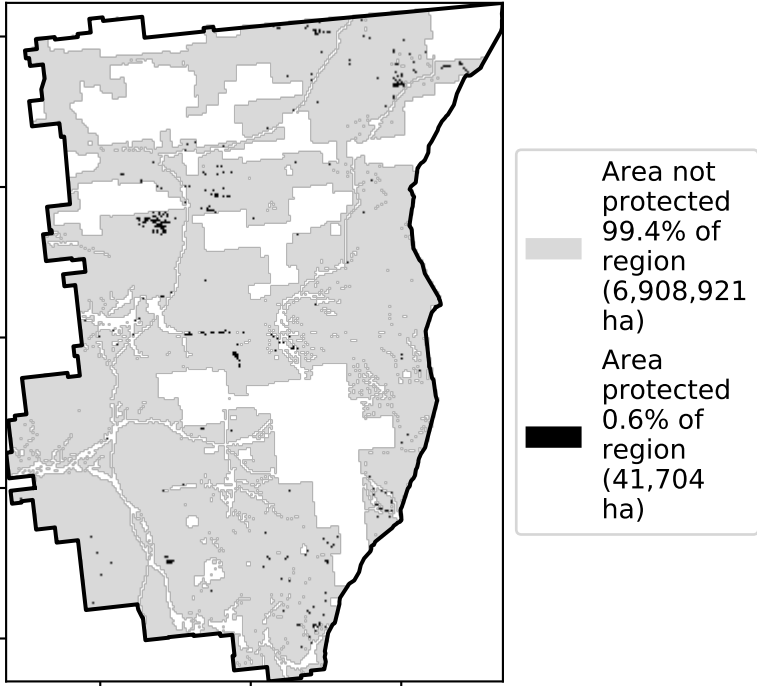 Area not
protected
99.4% of
region
(6,908,921
ha)
Area
protected
0.6% of
region
(41,704
ha)